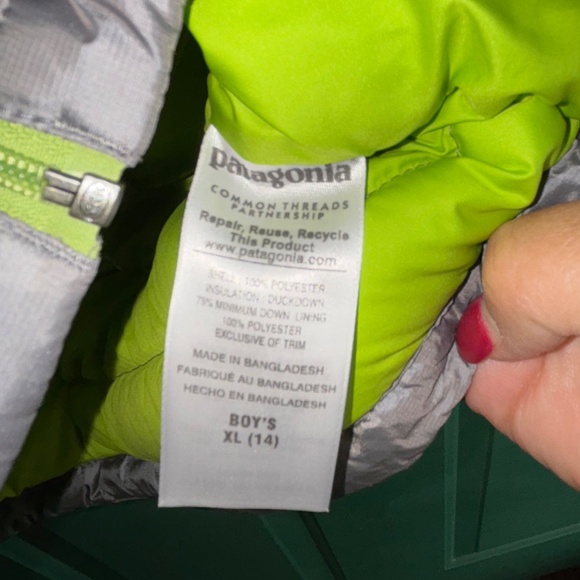 patagonia
COMMON THREADS
PARTNERSHIP
Repair, Reuse, Recycle
This Product
www.patagonia.com
SHELL: 100% POLYESTER
INSULATION: DUCKDOWN
75% MINIMUM DOWN. LINING:
100% POLYESTER
EXCLUSIVE OF TRIM
MADE IN BANGLADESH
FABRIQUÉ AU BANGLADESH
HECHO EN BANGLADESH
BOY'S
XL (14)